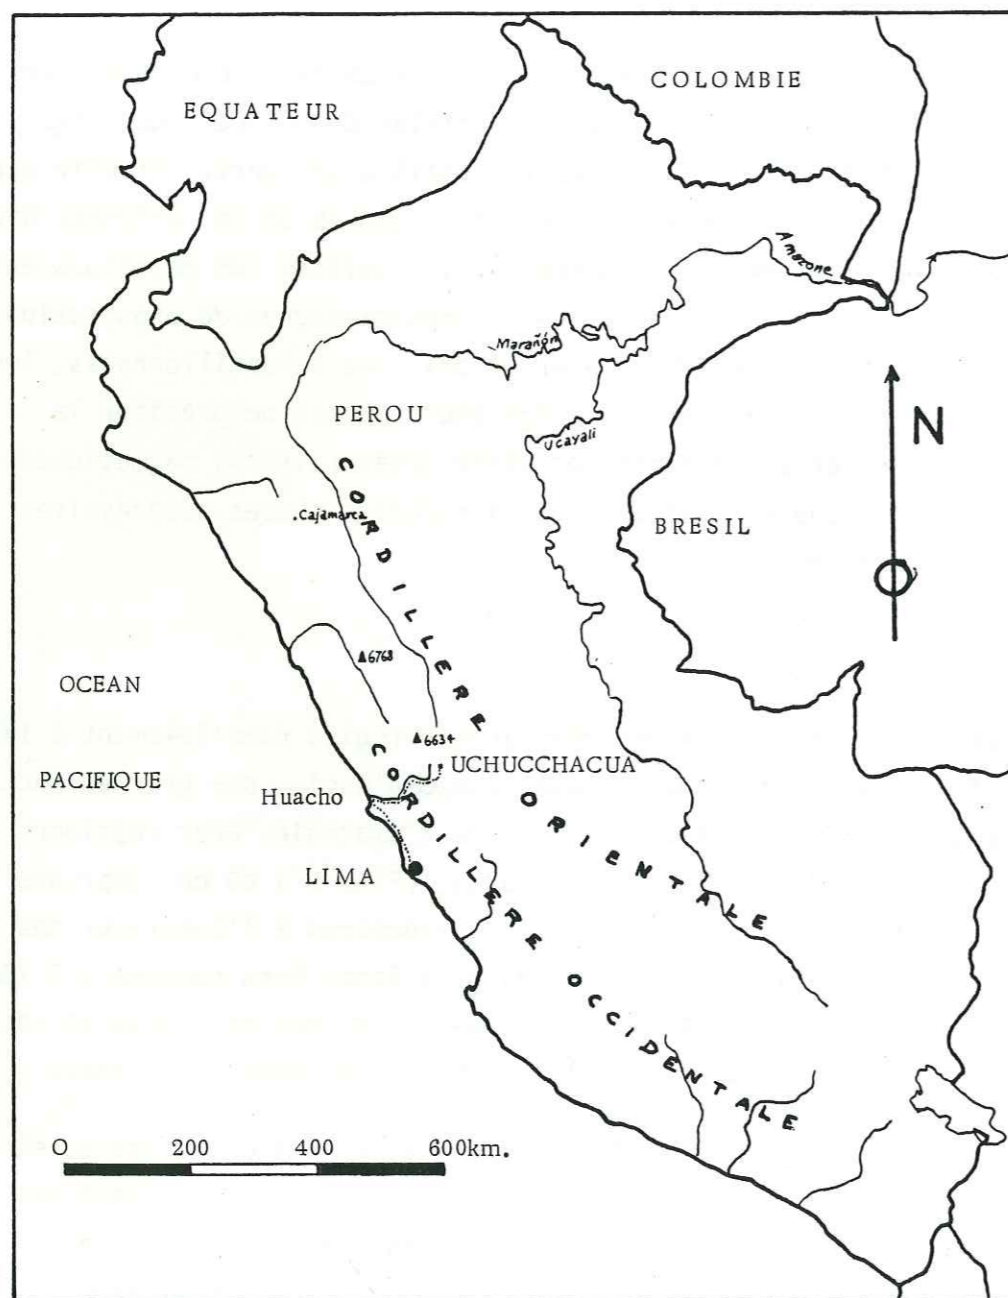 COLOMBIE
EQUATEUR
Amazone
Marañón
PEROU
Ucayali
N
.Cajamarca
BRESIL
CORDILLERE ORIENTALE
▲6768
OCEAN
PACIFIQUE
▲6634
UCHUCCHACUA
Huacho
CORDILLERE OCCIDENTALE
LIMA
0 200 400 600km.